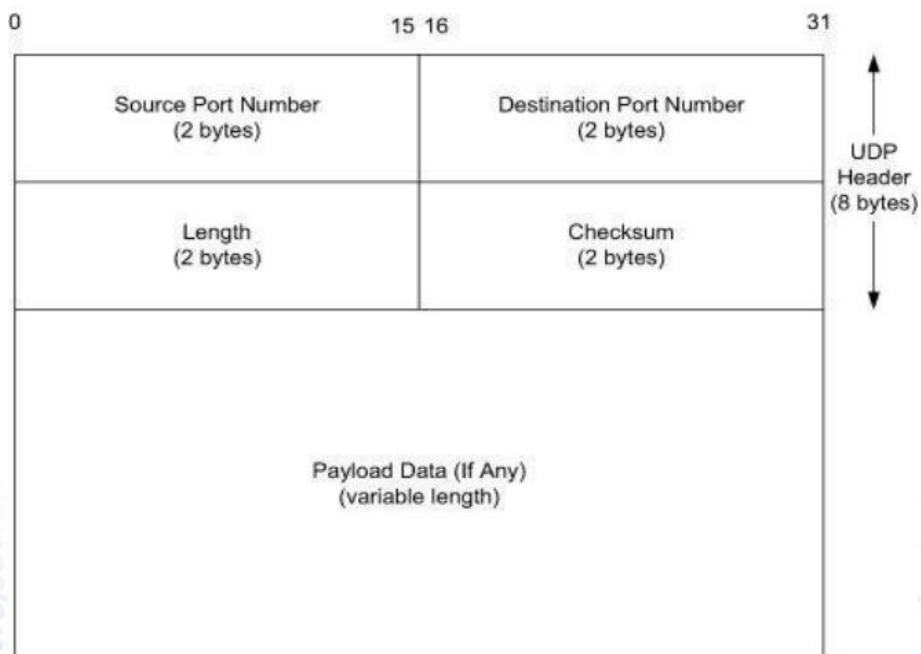 0
15 16
31
Source Port Number
(2 bytes)
Destination Port Number
(2 bytes)
UDP
Header
(8 bytes)
Length
(2 bytes)
Checksum
(2 bytes)
Payload Data (If Any)
(variable length)